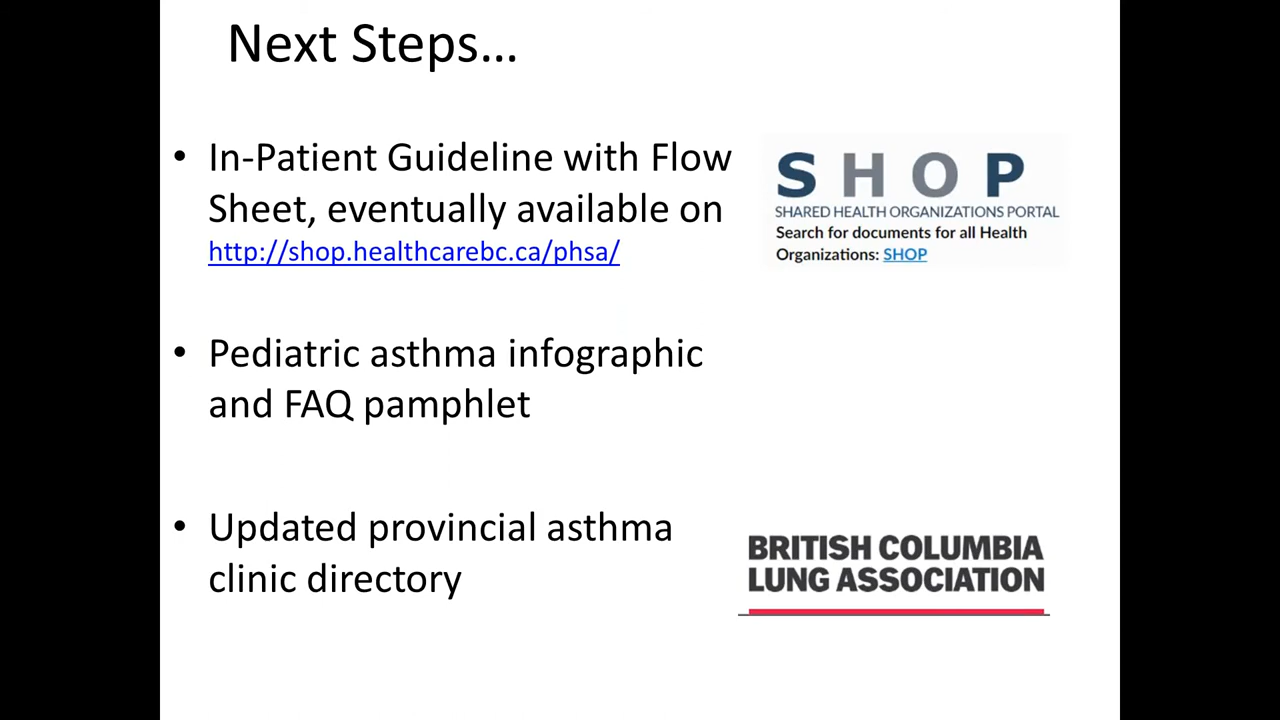 Next Steps…
• In-Patient Guideline with Flow
Sheet, eventually available on
http://shop.healthcarebc.ca/phsa/
S H O P
SHARED HEALTH ORGANIZATIONS PORTAL
Search for documents for all Health
Organizations: SHOP
• Pediatric asthma infographic
and FAQ pamphlet
• Updated provincial asthma
clinic directory
BRITISH COLUMBIA
LUNG ASSOCIATION